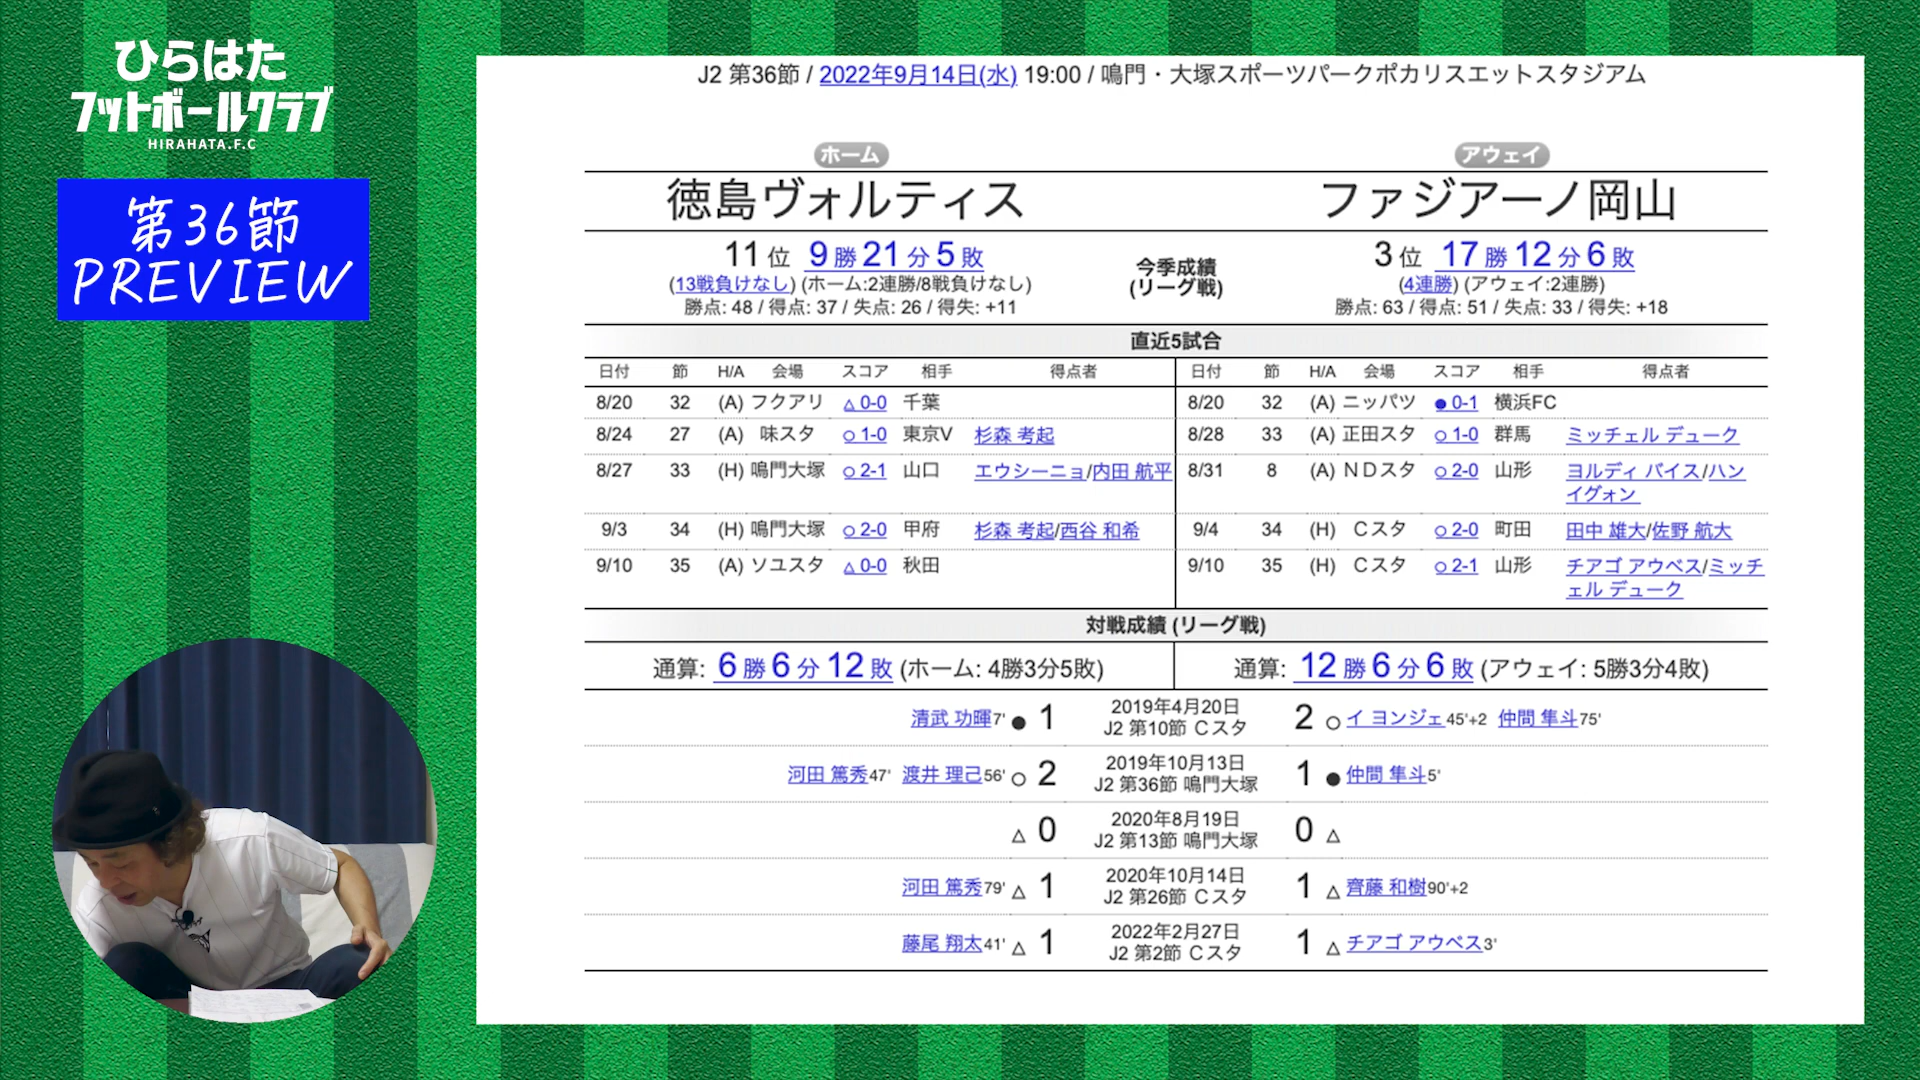 ひらはた
フットボールクラブ
HIRAHATA.F.C
第36節
PREVIEW
J2 第36節 / 2022年9月14日(水) 19:00 / 鳴門・大塚スポーツパークポカリスエットスタジアム
ホーム アウェイ
徳島ヴォルティス ファジアーノ岡山
11 位 9 勝 21 分 5 敗 今季成績 3 位 17 勝 12 分 6 敗
(13戦負けなし) (ホーム:2連勝/8戦負けなし) (リーグ戦) (4連勝) (アウェイ:2連勝)
勝点: 48 / 得点: 37 / 失点: 26 / 得失: +11 勝点: 63 / 得点: 51 / 失点: 33 / 得失: +18
直近5試合
日付 節 H/A 会場 スコア 相手 得点者 日付 節 H/A 会場 スコア 相手 得点者
8/20 32 (A) フクアリ △ 0-0 千葉 8/20 32 (A) ニッパツ ● 0-1 横浜FC
8/24 27 (A) 味スタ ○ 1-0 東京V 杉森 考起 8/28 33 (A) 正田スタ ○ 1-0 群馬 ミッチェル デューク
8/27 33 (H) 鳴門大塚 ○ 2-1 山口 エウシーニョ/内田 航平 8/31 8 (A) NDスタ ○ 2-0 山形 ヨルディ バイス/ハン
イグォン
9/3 34 (H) 鳴門大塚 ○ 2-0 甲府 杉森 考起/西谷 和希 9/4 34 (H) Cスタ ○ 2-0 町田 田中 雄大/佐野 航大
9/10 35 (A) ソユスタ △ 0-0 秋田 9/10 35 (H) Cスタ ○ 2-1 山形 チアゴ アウベス/ミッチ
ェル デューク
対戦成績 (リーグ戦)
通算: 6 勝 6 分 12 敗 (ホーム: 4勝3分5敗) 通算: 12 勝 6 分 6 敗 (アウェイ: 5勝3分4敗)
清武 功暉7' ● 1 2019年4月20日 2 ○ イ ヨンジェ45'+2 仲間 隼斗75'
J2 第10節 Cスタ
河田 篤秀47' 渡井 理己56' ○ 2 2019年10月13日 1 ● 仲間 隼斗5'
J2 第36節 鳴門大塚
△ 0 2020年8月19日 0 △
J2 第13節 鳴門大塚
河田 篤秀79' △ 1 2020年10月14日 1 △ 齊藤 和樹90'+2
J2 第26節 Cスタ
藤尾 翔太41' △ 1 2022年2月27日 1 △ チアゴ アウベス3'
J2 第2節 Cスタ